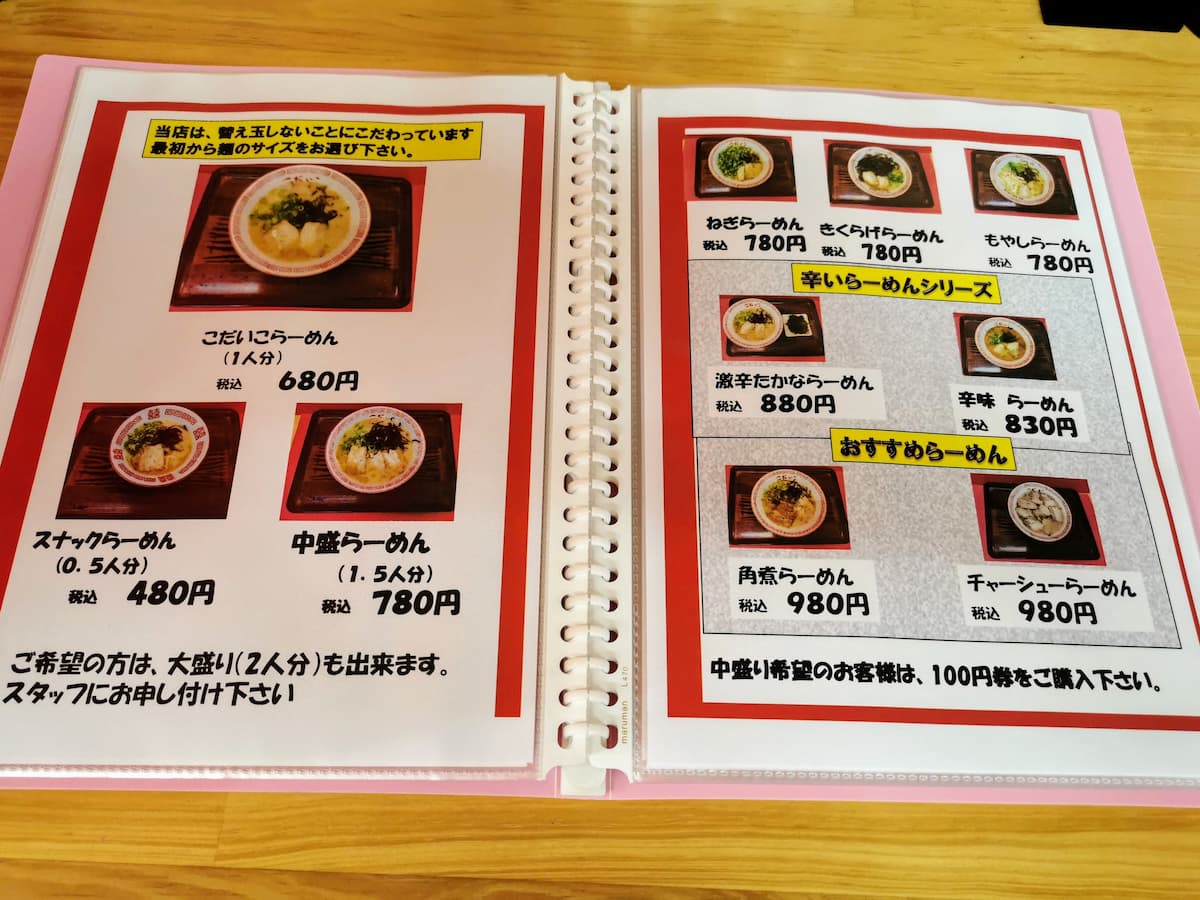 当店は、替え玉しないことにこだわっています
最初から麺のサイズをお選び下さい。
こだいこらーめん
(1人分)
税込 680円
スナックらーめん
(0.5人分)
税込 480円
中盛らーめん
(1.5人分)
税込 780円
ご希望の方は、大盛り(2人分)も出来ます。
スタッフにお申し付け下さい
maruman L470
ねぎらーめん
税込 780円
きくらげらーめん
税込 780円
もやしらーめん
税込 780円
辛いらーめんシリーズ
激辛たかならーめん
税込 880円
辛味 らーめん
税込 830円
おすすめらーめん
角煮らーめん
税込 980円
チャーシューらーめん
税込 980円
中盛り希望のお客様は、100円券をご購入下さい。